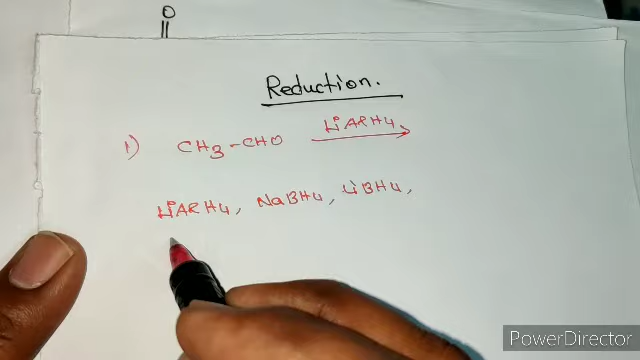 O
Reduction.
1) CH3-CHO LiAlH4
LiAlH4, NaBH4, LiBH4,
PowerDirector